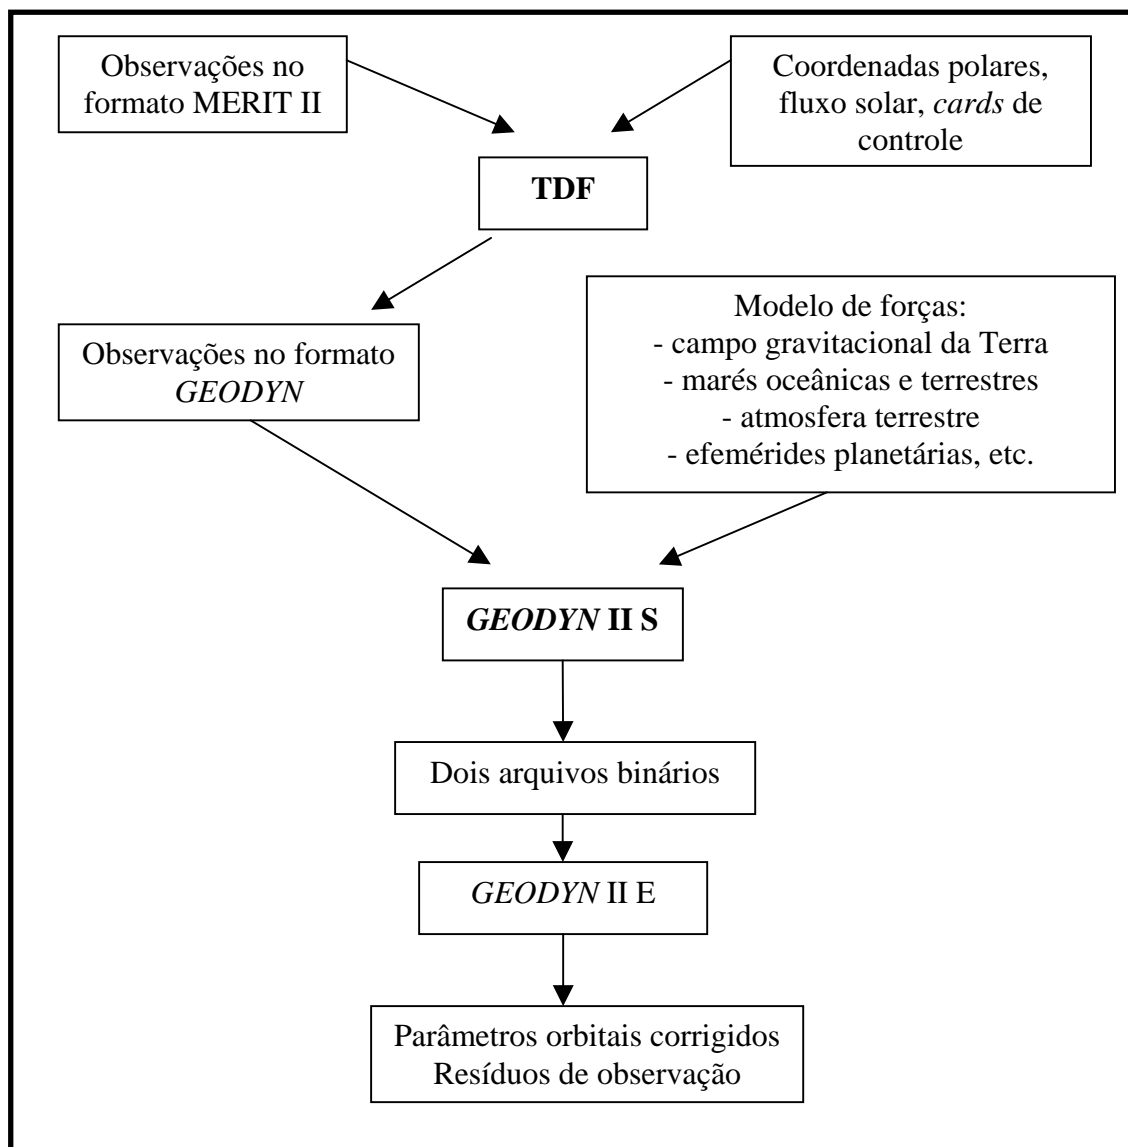 Observações no
formato MERIT II
Coordenadas polares,
fluxo solar, cards de
controle
TDF
Observações no formato
GEODYN
Modelo de forças:
- campo gravitacional da Terra
- marés oceânicas e terrestres
- atmosfera terrestre
- efemérides planetárias, etc.
GEODYN II S
Dois arquivos binários
GEODYN II E
Parâmetros orbitais corrigidos
Resíduos de observação